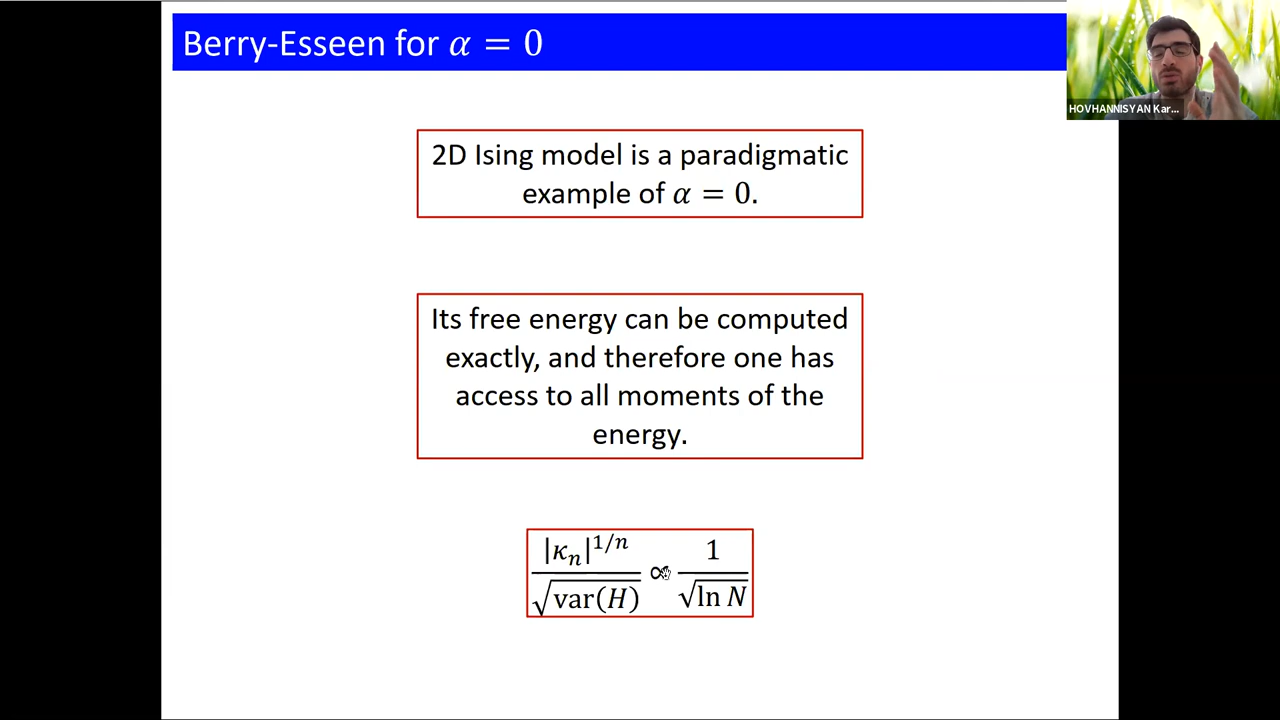 Berry-Esseen for α = 0
HOVHANNISYAN Kar...
2D Ising model is a paradigmatic
example of α = 0.
Its free energy can be computed
exactly, and therefore one has
access to all moments of the
energy.
|κₙ|^{1/n} / √var(H) ∝ 1 / √ln N